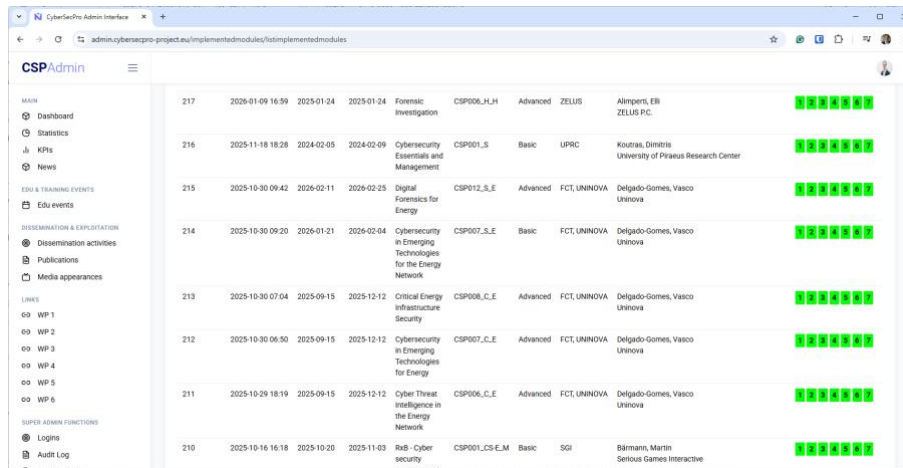 CyberSecPro Admin Interface
admin.cybersecpro-project.eu/implementedmodules/listimplementedmodules
CSPAdmin
MAIN
Dashboard
Statistics
KPIs
News
EDU & TRAINING EVENTS
Edu events
DISSEMINATION & EXPLOITATION
Dissemination activities
Publications
Media appearances
LINKS
WP 1
WP 2
WP 3
WP 4
WP 5
WP 6
SUPER ADMIN FUNCTIONS
Logins
Audit Log
217 2026-01-09 16:59 2025-01-24 2025-01-24 Forensic CSP006_H_H Advanced ZELUS Alimperti, Elli 1 2 3 4 5 6 7
Investigation ZELUS P.C.
216 2025-11-18 18:28 2024-02-05 2024-02-09 Cybersecurity CSP001_S Basic UPRC Koutras, Dimitris 1 2 3 4 5 6 7
Essentials and University of Piraeus Research Center
Management
215 2025-10-30 09:42 2026-02-11 2026-02-25 Digital CSP012_S_E Advanced FCT, UNINOVA Delgado-Gomes, Vasco 1 2 3 4 5 6 7
Forensics for Uninova
Energy
214 2025-10-30 09:20 2026-01-21 2026-02-04 Cybersecurity CSP007_S_E Basic FCT, UNINOVA Delgado-Gomes, Vasco 1 2 3 4 5 6 7
in Emerging Uninova
Technologies
for the Energy
Network
213 2025-10-30 07:04 2025-09-15 2025-12-12 Critical Energy CSP008_C_E Advanced FCT, UNINOVA Delgado-Gomes, Vasco 1 2 3 4 5 6 7
Infrastructure Uninova
Security
212 2025-10-30 06:50 2025-09-15 2025-12-12 Cybersecurity CSP007_C_E Advanced FCT, UNINOVA Delgado-Gomes, Vasco 1 2 3 4 5 6 7
in Emerging Uninova
Technologies
for Energy
211 2025-10-29 18:19 2025-09-15 2025-12-12 Cyber Threat CSP006_C_E Advanced FCT, UNINOVA Delgado-Gomes, Vasco 1 2 3 4 5 6 7
Intelligence in Uninova
the Energy
Network
210 2025-10-16 16:18 2025-10-20 2025-11-03 RxB - Cyber CSP001_CS-E_M Basic SGI Bärmann, Martin 1 2 3 4 5 6 7
security Serious Games Interactive